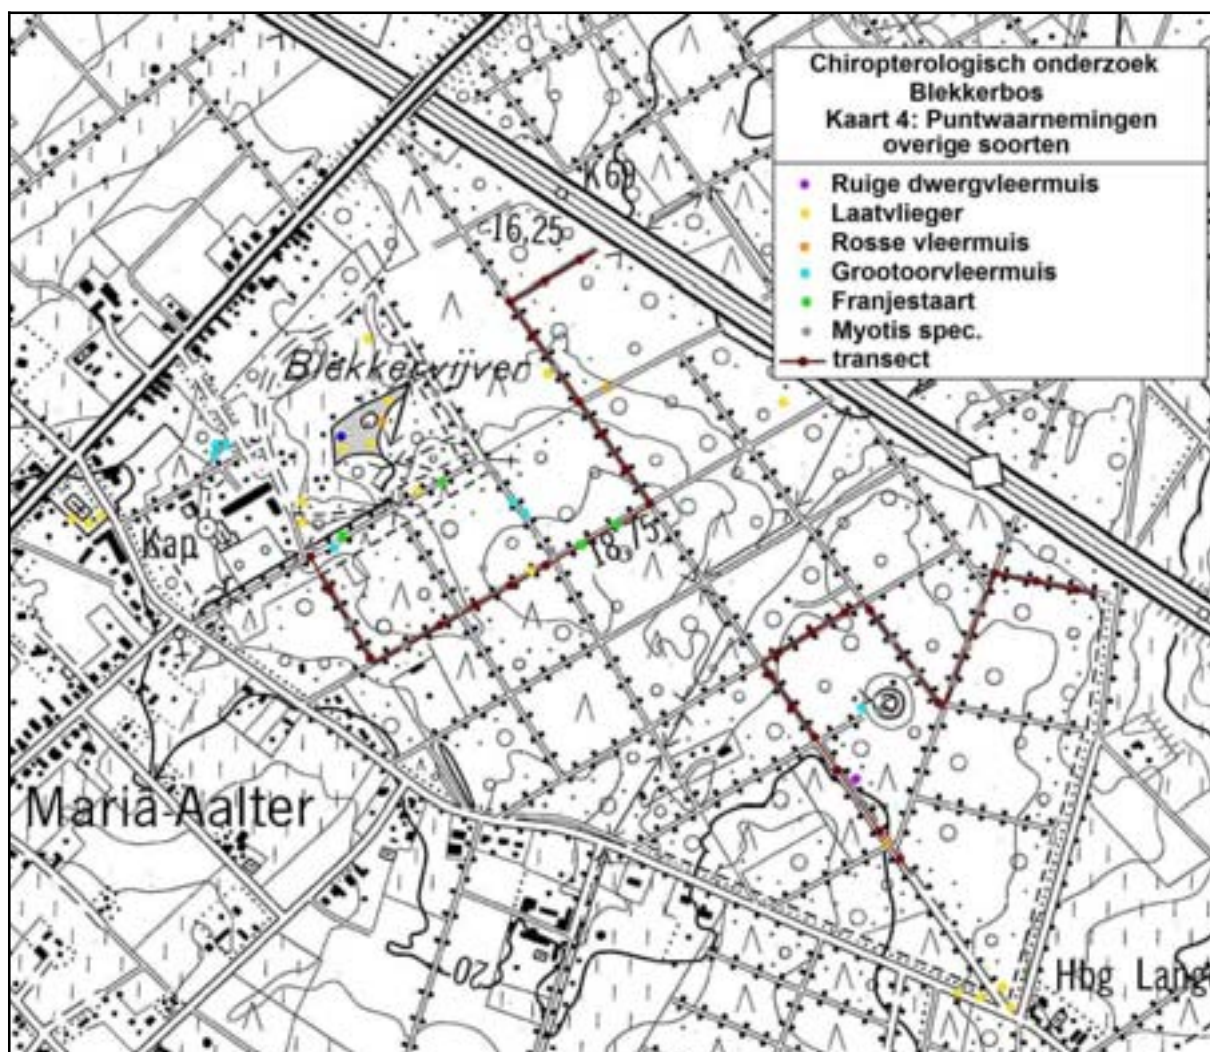 Chiropterologisch onderzoek
Blekkerbos
Kaart 4: Puntwaarnemingen
overige soorten
Ruige dwergvleermuis
Laatvlieger
Rosse vleermuis
Grootoorvleermuis
Franjestaart
Myotis spec.
transect
K60
16,25
Blekkervijver
Kap
18,75
Maria-Aalter
20
Hbg Lang